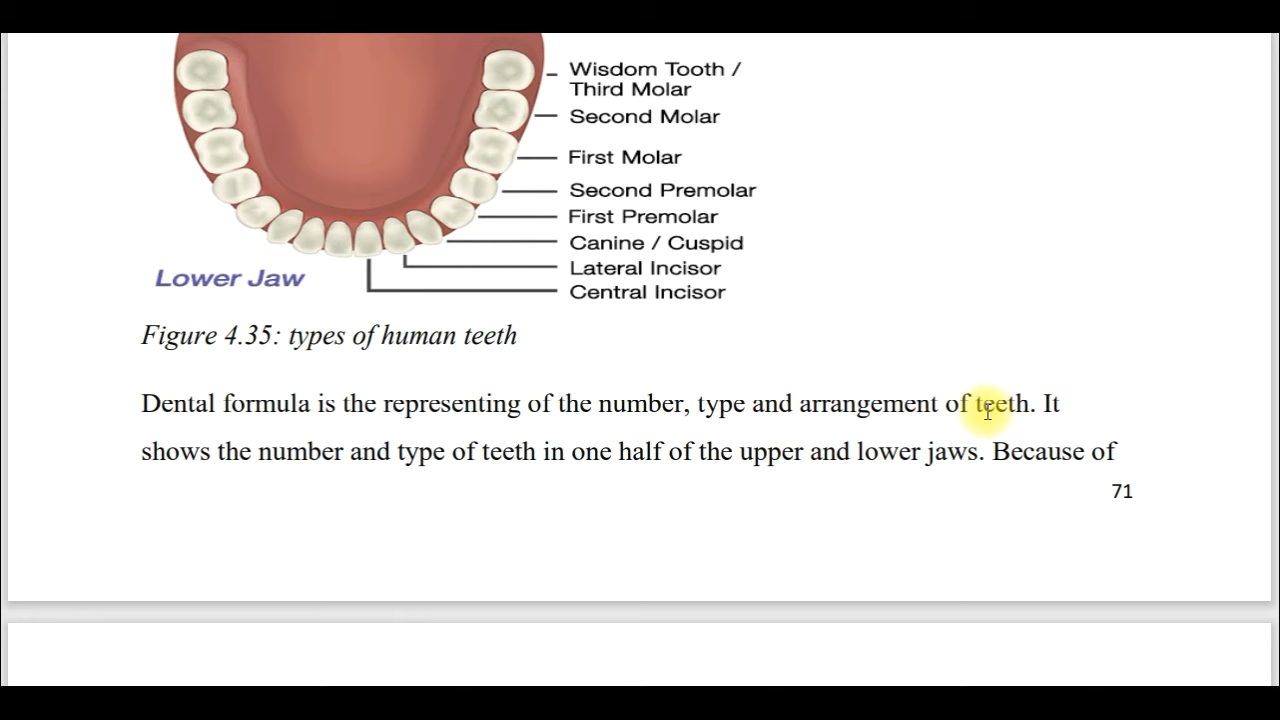 Wisdom Tooth /
Third Molar
Second Molar
First Molar
Second Premolar
First Premolar
Canine / Cuspid
Lateral Incisor
Central Incisor
Lower Jaw
Figure 4.35: types of human teeth
Dental formula is the representing of the number, type and arrangement of teeth. It
shows the number and type of teeth in one half of the upper and lower jaws. Because of
71